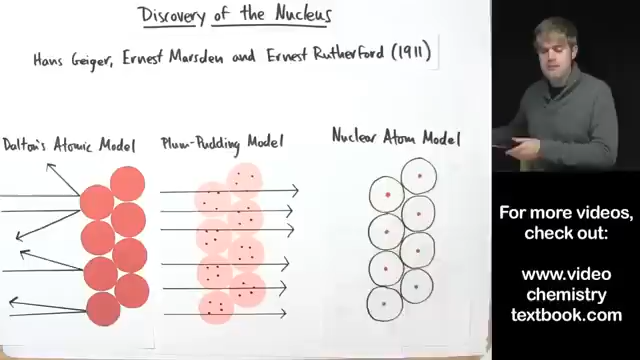 Discovery of the Nucleus
Hans Geiger, Ernest Marsden and Ernest Rutherford (1911)
Dalton's Atomic Model
Plum-Pudding Model
Nuclear Atom Model
For more videos,
check out:
www.video
chemistry
textbook.com